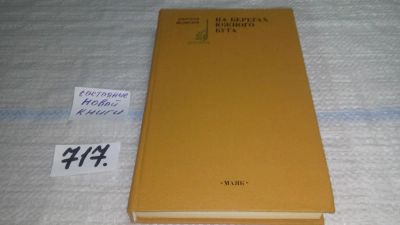 состояние
новой
книги
717.
НА БЕРЕГАХ
ЮЖНОГО
БУГА
«МАЯК»